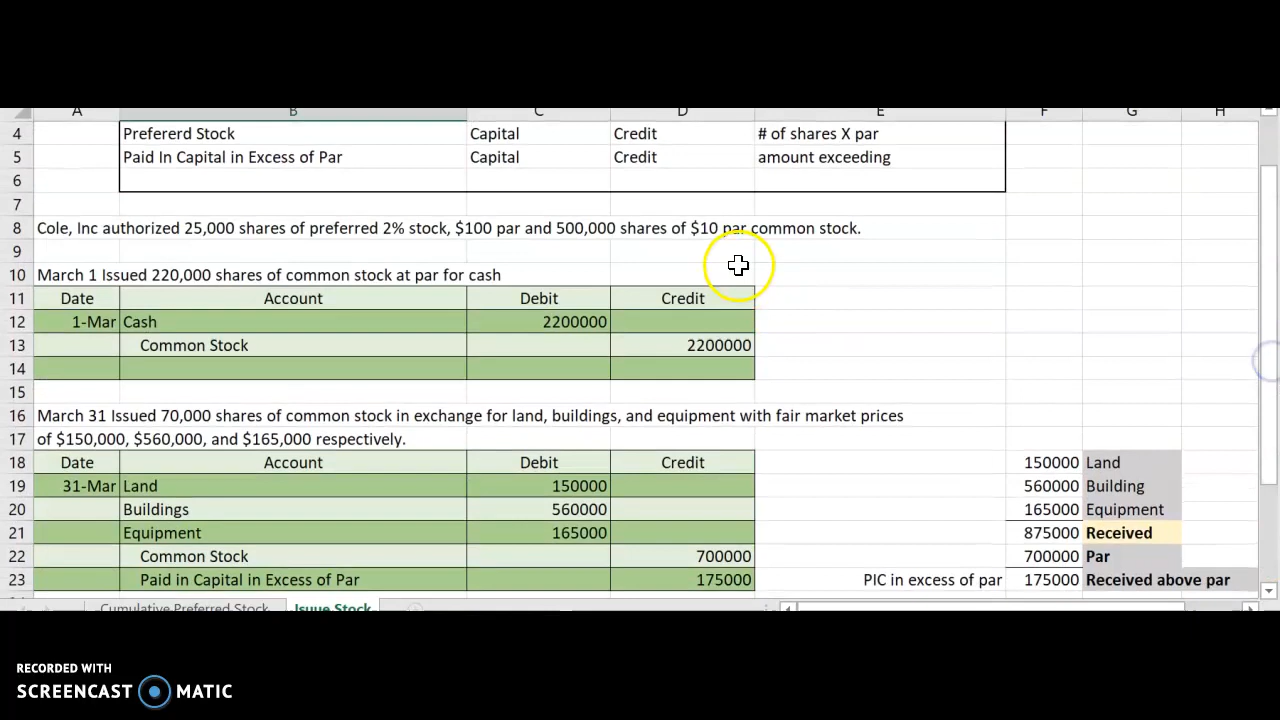 A B C D E F G H
4 Prefererd Stock Capital Credit # of shares X par
5 Paid In Capital in Excess of Par Capital Credit amount exceeding
6
7
8 Cole, Inc authorized 25,000 shares of preferred 2% stock, $100 par and 500,000 shares of $10 par common stock.
9
10 March 1 Issued 220,000 shares of common stock at par for cash
11 Date Account Debit Credit
12 1-Mar Cash 2200000
13 Common Stock 2200000
14
15
16 March 31 Issued 70,000 shares of common stock in exchange for land, buildings, and equipment with fair market prices
17 of $150,000, $560,000, and $165,000 respectively.
18 Date Account Debit Credit 150000 Land
19 31-Mar Land 150000 560000 Building
20 Buildings 560000 165000 Equipment
21 Equipment 165000 875000 Received
22 Common Stock 700000 700000 Par
23 Paid in Capital in Excess of Par 175000 PIC in excess of par 175000 Received above par
Cumulative Preferred Stock Isuue Stock
RECORDED WITH
SCREENCAST MATIC